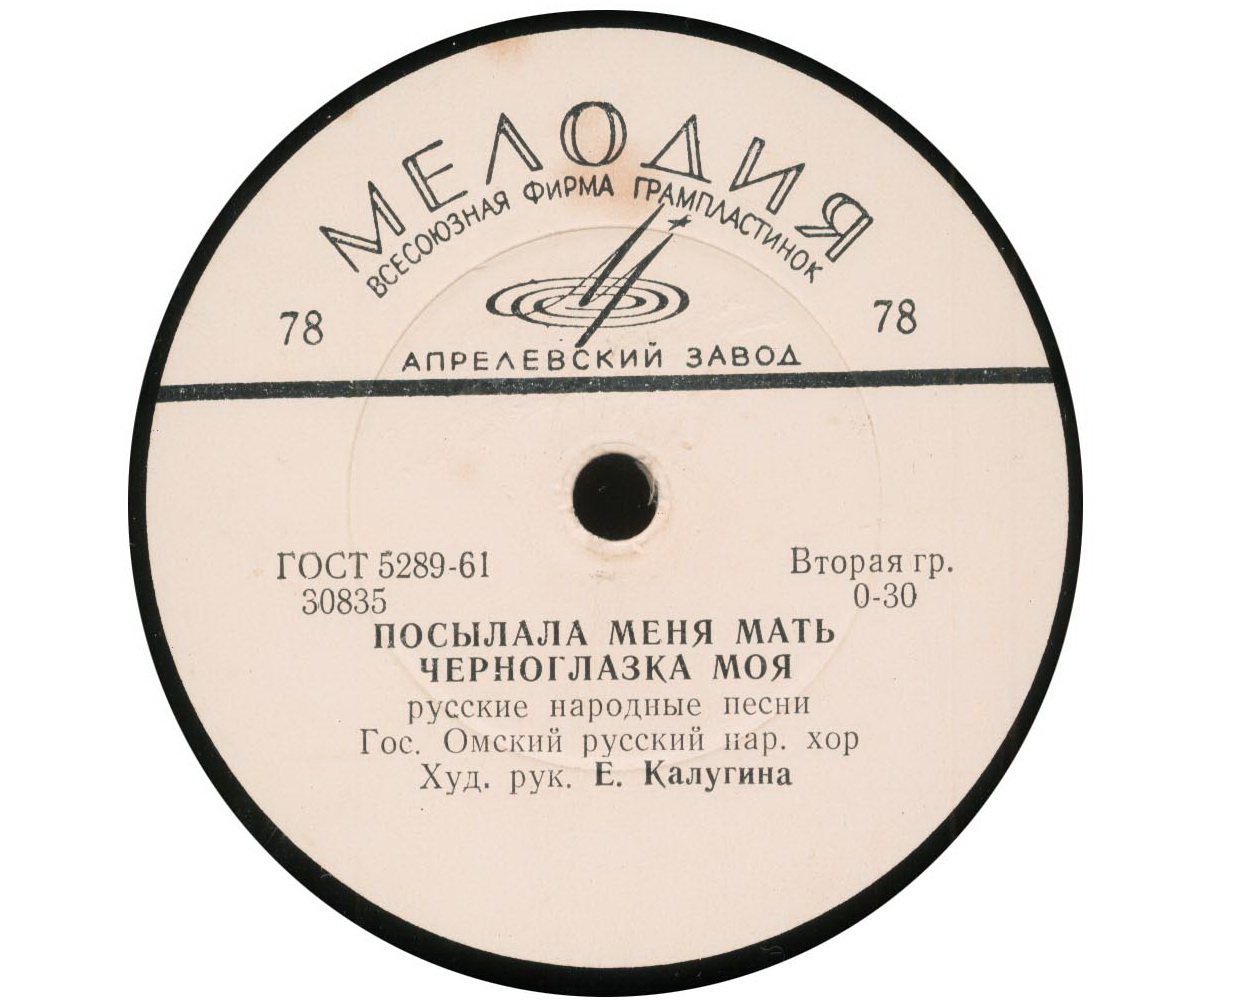 МЕЛОДИЯ
ВСЕСОЮЗНАЯ ФИРМА ГРАМПЛАСТИНОК
78 78
АПРЕЛЕВСКИЙ ЗАВОД
ГОСТ 5289-61 Вторая гр.
30835 0-30
ПОСЫЛАЛА МЕНЯ МАТЬ
ЧЕРНОГЛАЗКА МОЯ
русские народные песни
Гос. Омский русский нар. хор
Худ. рук. Е. Калугина